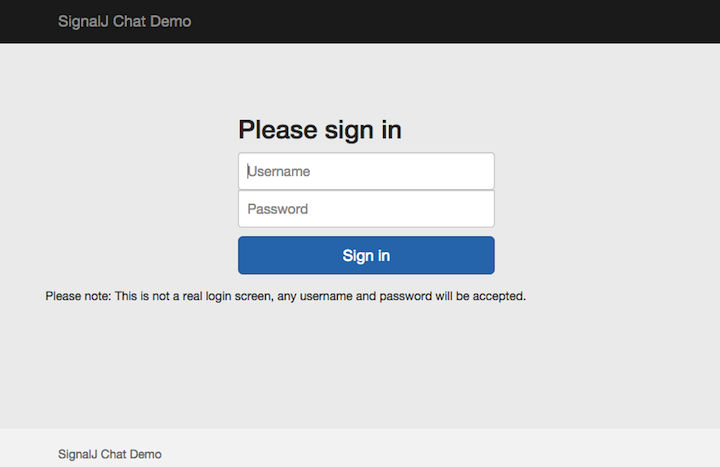 SignalJ Chat Demo
Please sign in
Username
Password
Sign in
Please note: This is not a real login screen, any username and password will be accepted.
SignalJ Chat Demo